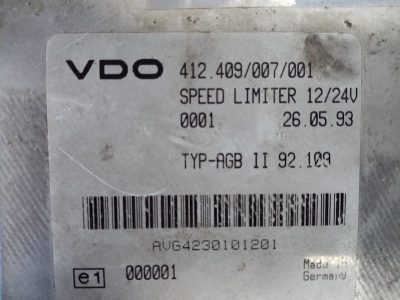 VDO 412.409/007/001
SPEED LIMITER 12/24V
0001 26.05.93
TYP-AGB II 92.109
AVG4230101201
e1 000001 Made in
Germany